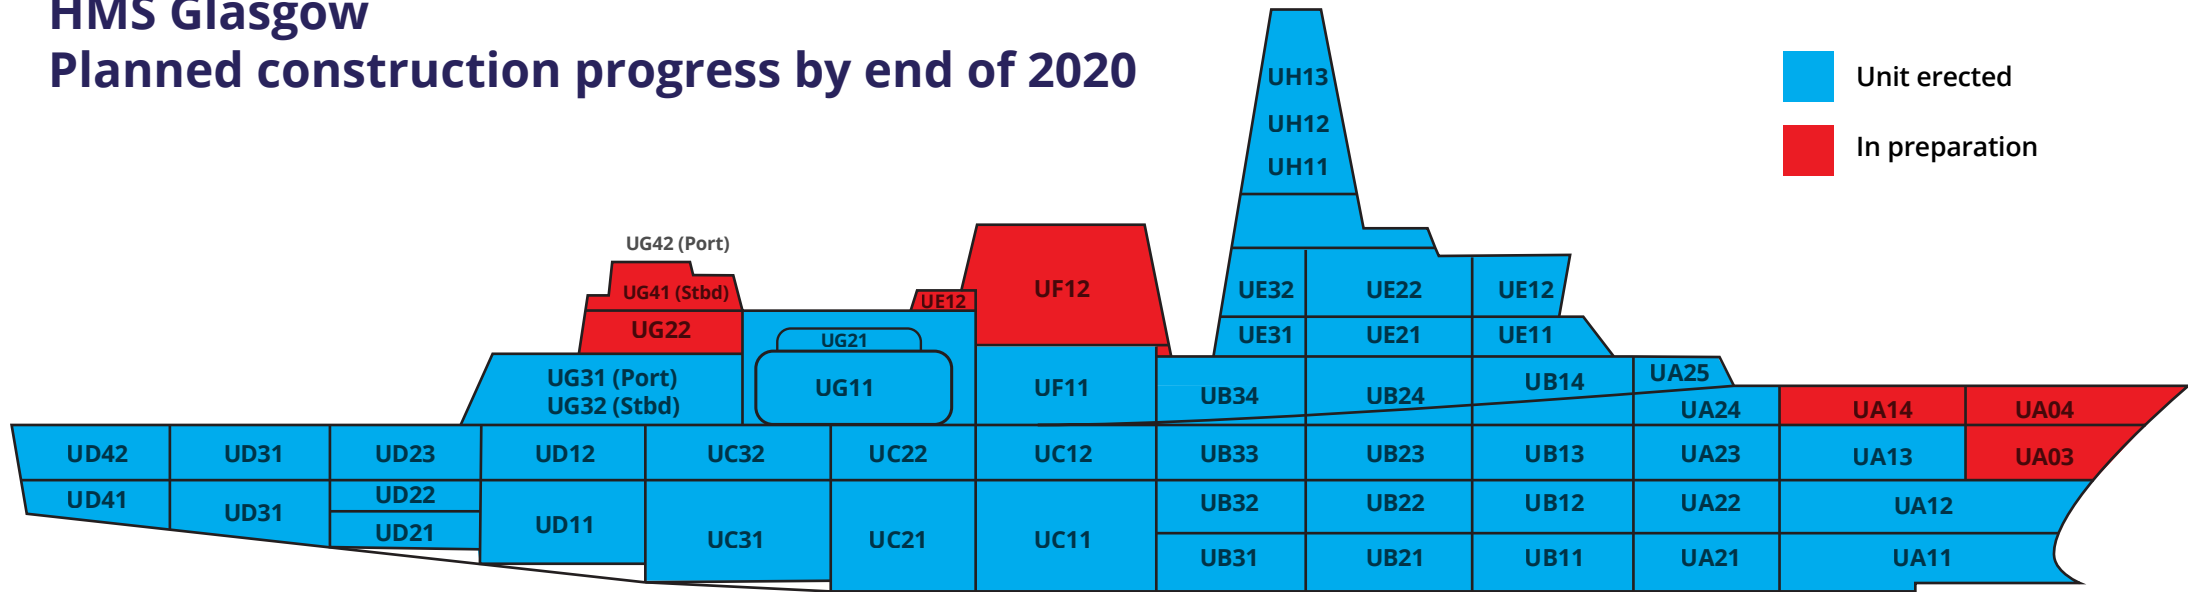 HMS Glasgow
Planned construction progress by end of 2020
Unit erected
In preparation
UH13
UH12
UH11
UG42 (Port)
UG41 (Stbd)
UE12
UF12
UE32 UE22 UE12
UG22
UG21
UE31 UE21 UE11
UG31 (Port)
UG32 (Stbd)
UG11
UF11
UB34 UB24 UB14 UA25
UA24 UA14 UA04
UD42 UD31 UD23 UD12 UC32 UC22 UC12 UB33 UB23 UB13 UA23 UA13 UA03
UD41 UD31 UD22 UD11 UB32 UB22 UB12 UA22 UA12
UD21 UC31 UC21 UC11 UB31 UB21 UB11 UA21 UA11